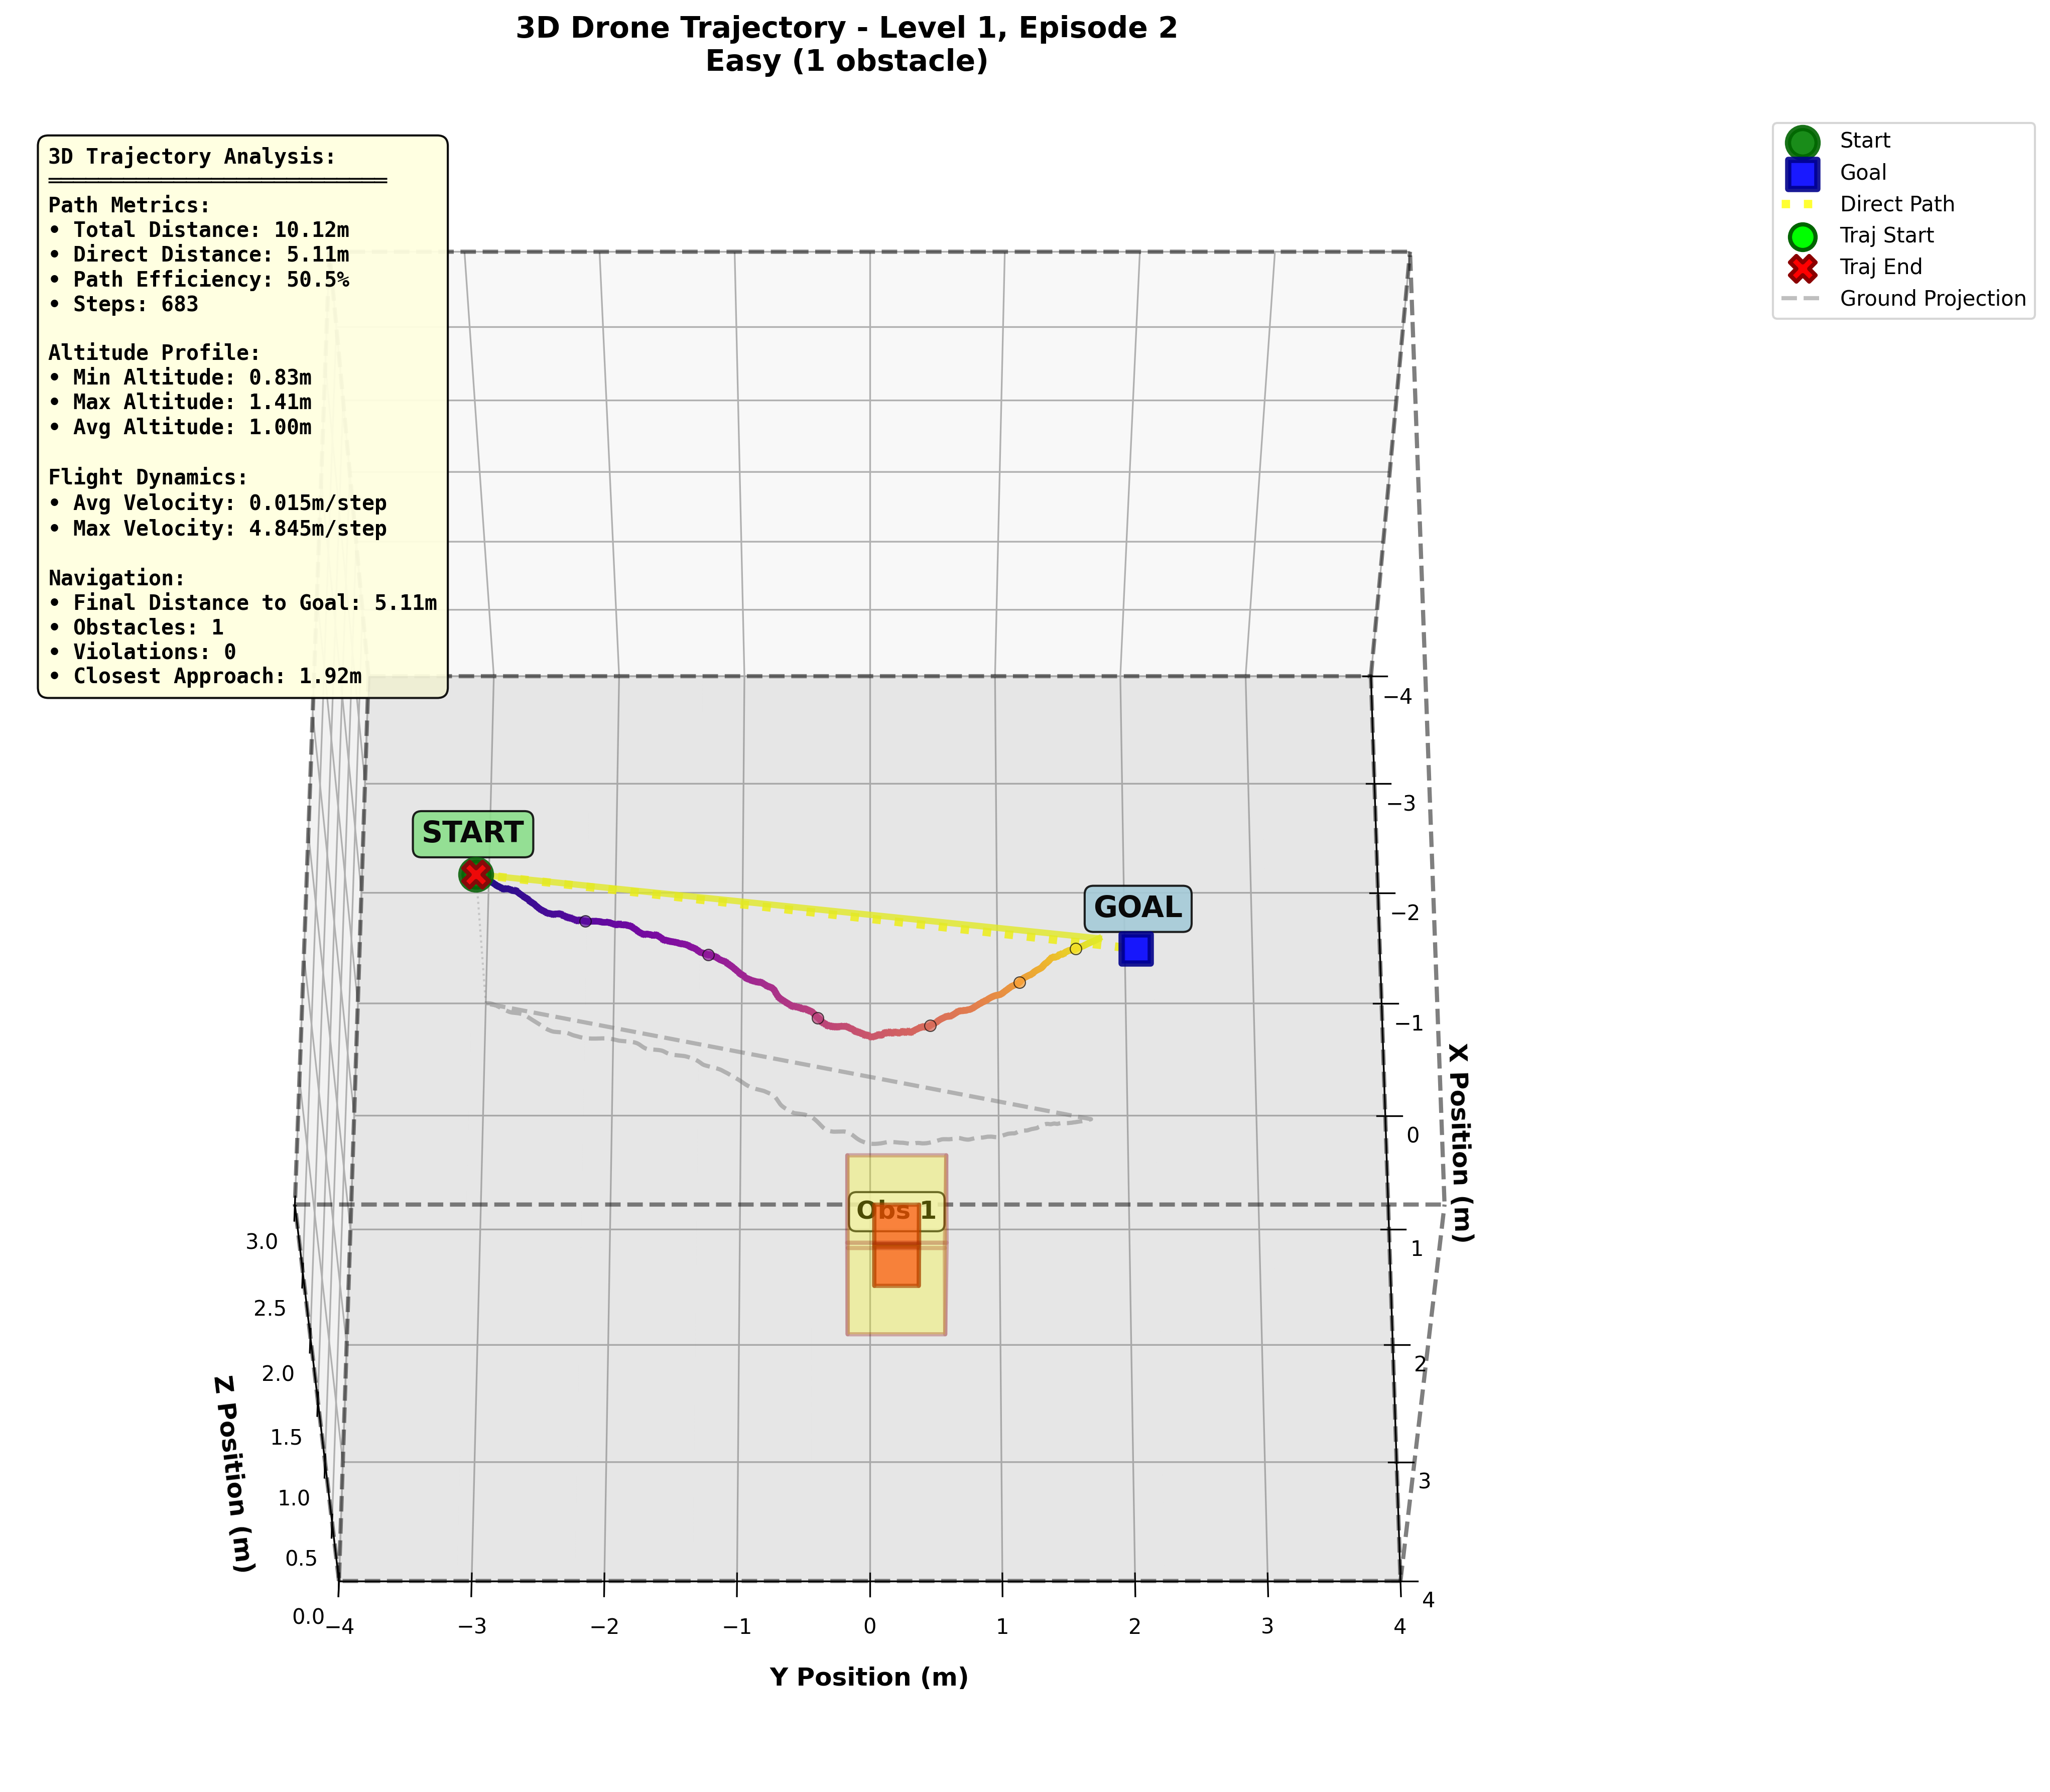 3D Drone Trajectory - Level 1, Episode 2
Easy (1 obstacle)
3D Trajectory Analysis:
Path Metrics:
• Total Distance: 10.12m
• Direct Distance: 5.11m
• Path Efficiency: 50.5%
• Steps: 683
Altitude Profile:
• Min Altitude: 0.83m
• Max Altitude: 1.41m
• Avg Altitude: 1.00m
Flight Dynamics:
• Avg Velocity: 0.015m/step
• Max Velocity: 4.845m/step
Navigation:
• Final Distance to Goal: 5.11m
• Obstacles: 1
• Violations: 0
• Closest Approach: 1.92m
Start
Goal
Direct Path
Traj Start
Traj End
Ground Projection
START
GOAL
Obs 1
−4
−3
−2
−1
0
1
2
3
4
X Position (m)
3.0
2.5
2.0
1.5
1.0
0.5
0.0
Z Position (m)
−4
−3
−2
−1
0
1
2
3
4
Y Position (m)